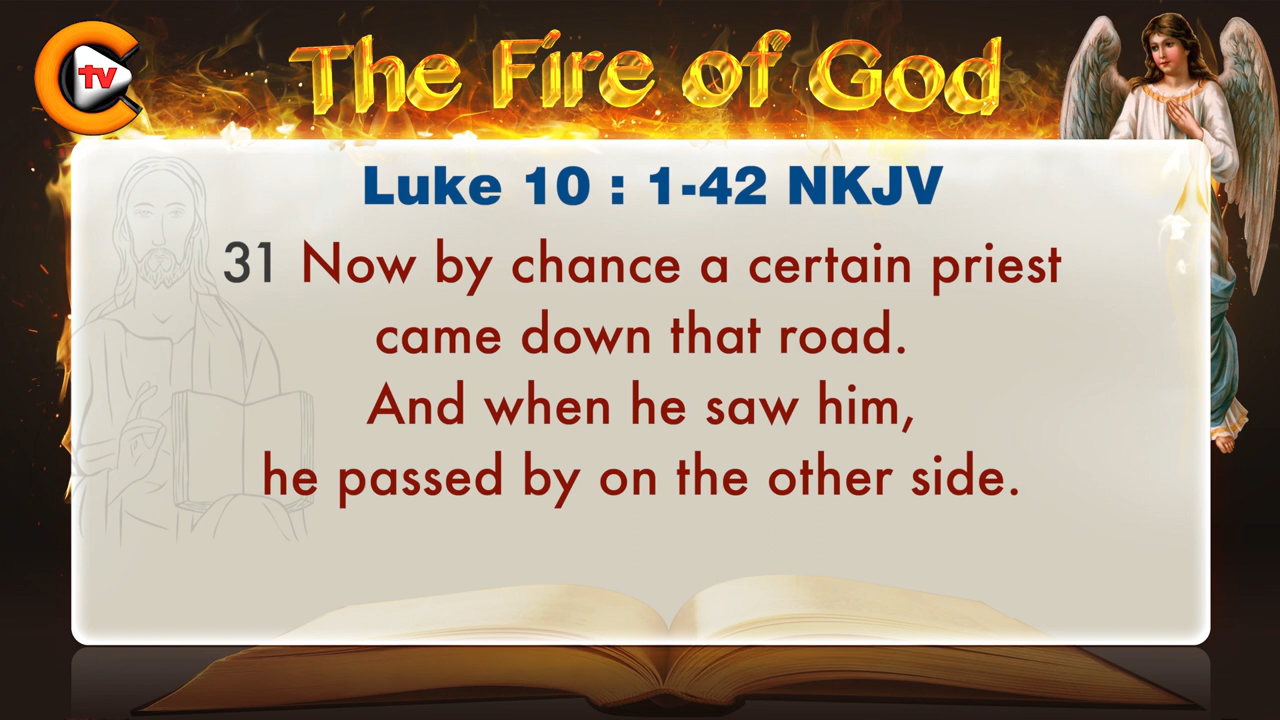 tv
The Fire of God
Luke 10 : 1-42 NKJV
31 Now by chance a certain priest
came down that road.
And when he saw him,
he passed by on the other side.